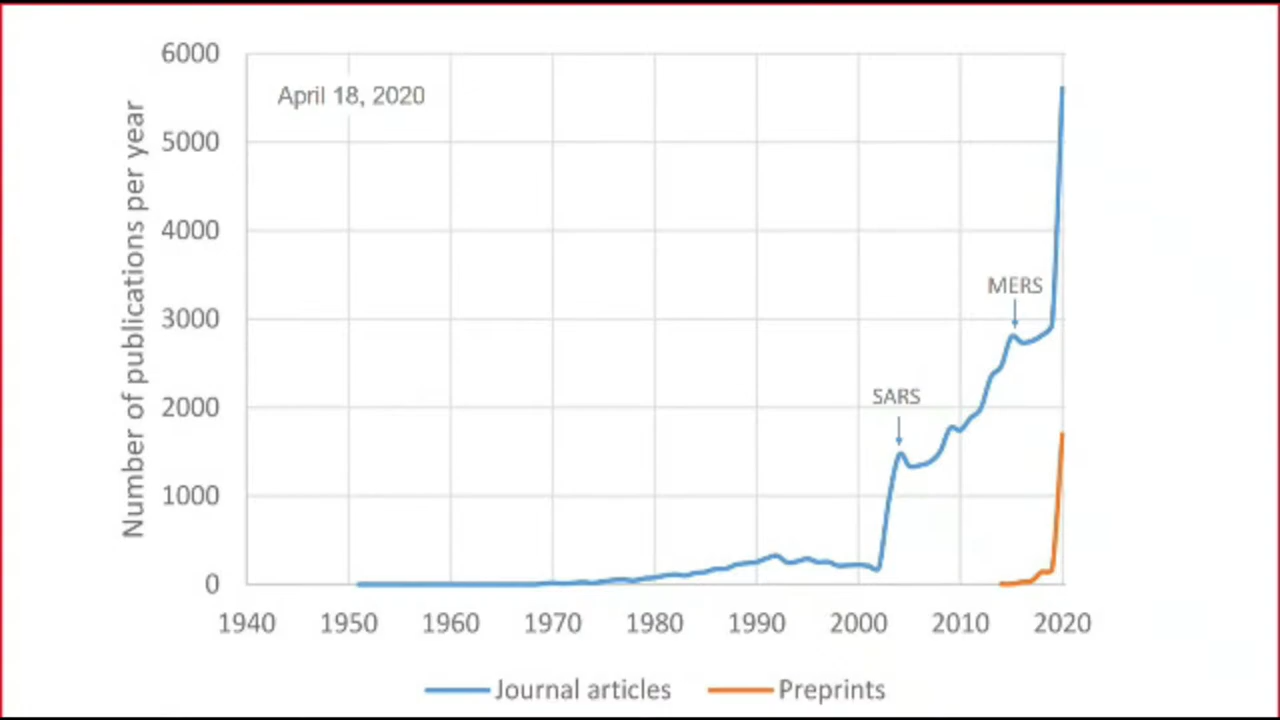 6000
April 18, 2020
5000
4000
MERS
3000
SARS
2000
1000
0
Number of publications per year
1940 1950 1960 1970 1980 1990 2000 2010 2020
Journal articles Preprints